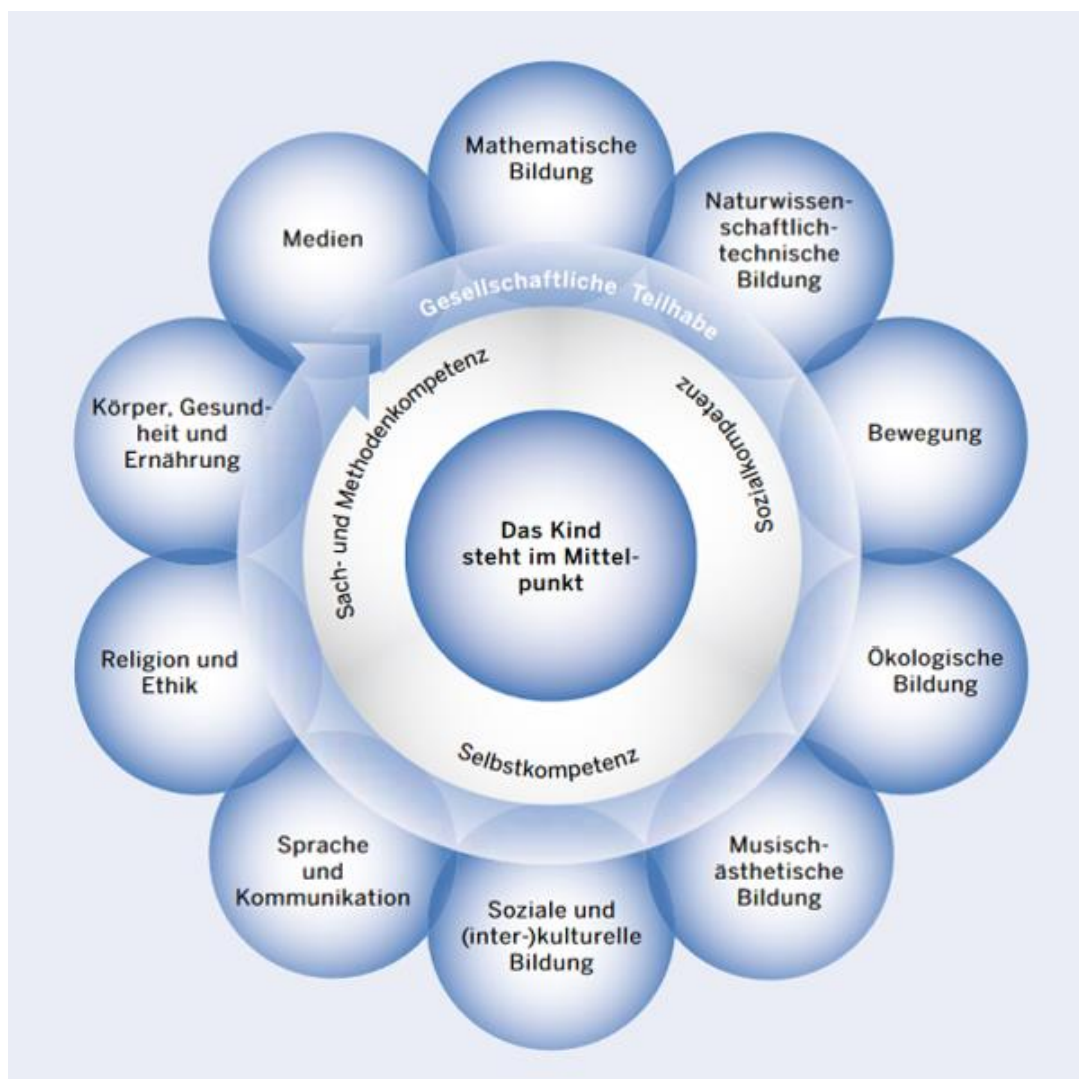 Mathematische
Bildung
Naturwissen-
schaftlich-
technische
Bildung
Medien
Gesellschaftliche Teilhabe
Sach- und Methodenkompetenz
Sozialkompetenz
Körper, Gesund-
heit und
Ernährung
Bewegung
Das Kind
steht im Mittel-
punkt
Religion und
Ethik
Ökologische
Bildung
Selbstkompetenz
Sprache
und
Kommunikation
Musisch-
ästhetische
Bildung
Soziale und
(inter-)kulturelle
Bildung